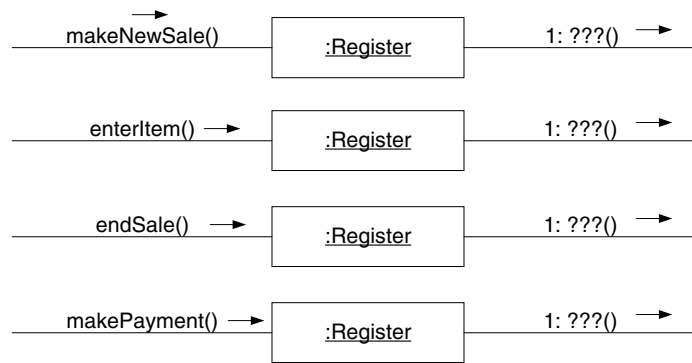 makeNewSale() :Register 1: ???()
enterItem() :Register 1: ???()
endSale() :Register 1: ???()
makePayment() :Register 1: ???()